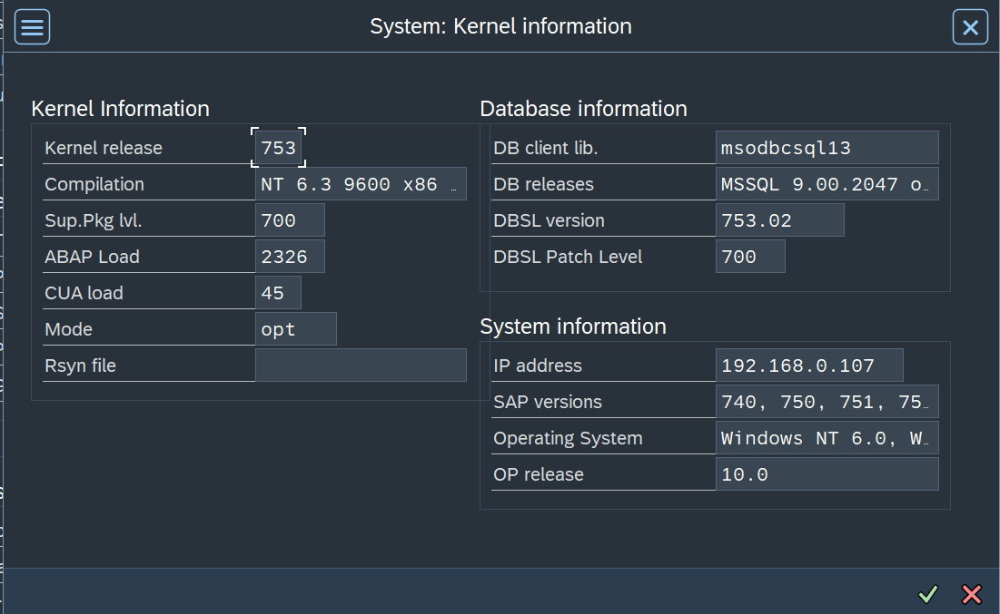 System: Kernel information
Kernel Information
Kernel release 753
Compilation NT 6.3 9600 x86 …
Sup.Pkg lvl. 700
ABAP Load 2326
CUA load 45
Mode opt
Rsyn file
Database information
DB client lib. msodbcsql13
DB releases MSSQL 9.00.2047 o…
DBSL version 753.02
DBSL Patch Level 700
System information
IP address 192.168.0.107
SAP versions 740, 750, 751, 75…
Operating System Windows NT 6.0, W…
OP release 10.0